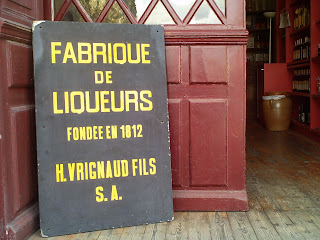 FABRIQUE
DE
LIQUEURS
FONDÉE EN 1812
H.VRIGNAUD FILS
S.A.